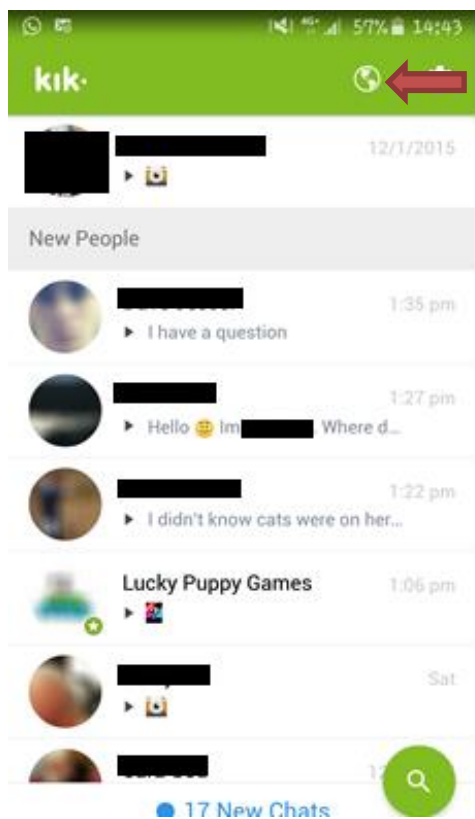 57% 14:43
kik·
12/1/2015
New People
1:35 pm
I have a question
1:27 pm
Hello 😊 Im Where d...
1:22 pm
I didn't know cats were on her...
Lucky Puppy Games 1:06 pm
Sat
17 New Chats